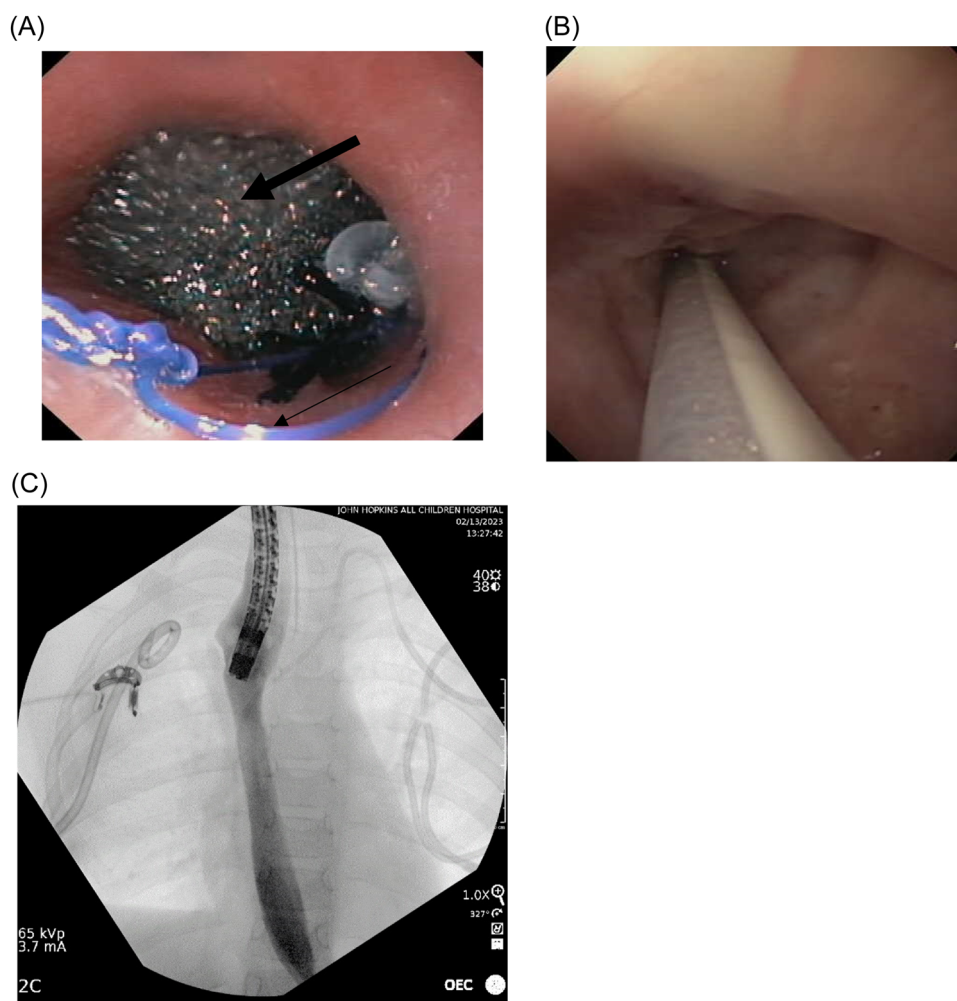 (A)
(B)
(C)
JOHN HOPKINS ALL CHILDREN HOSPITAL
02/13/2023
13:27:42
40
38
1.0X
327°
65 kVp
3.7 mA
2C
OEC